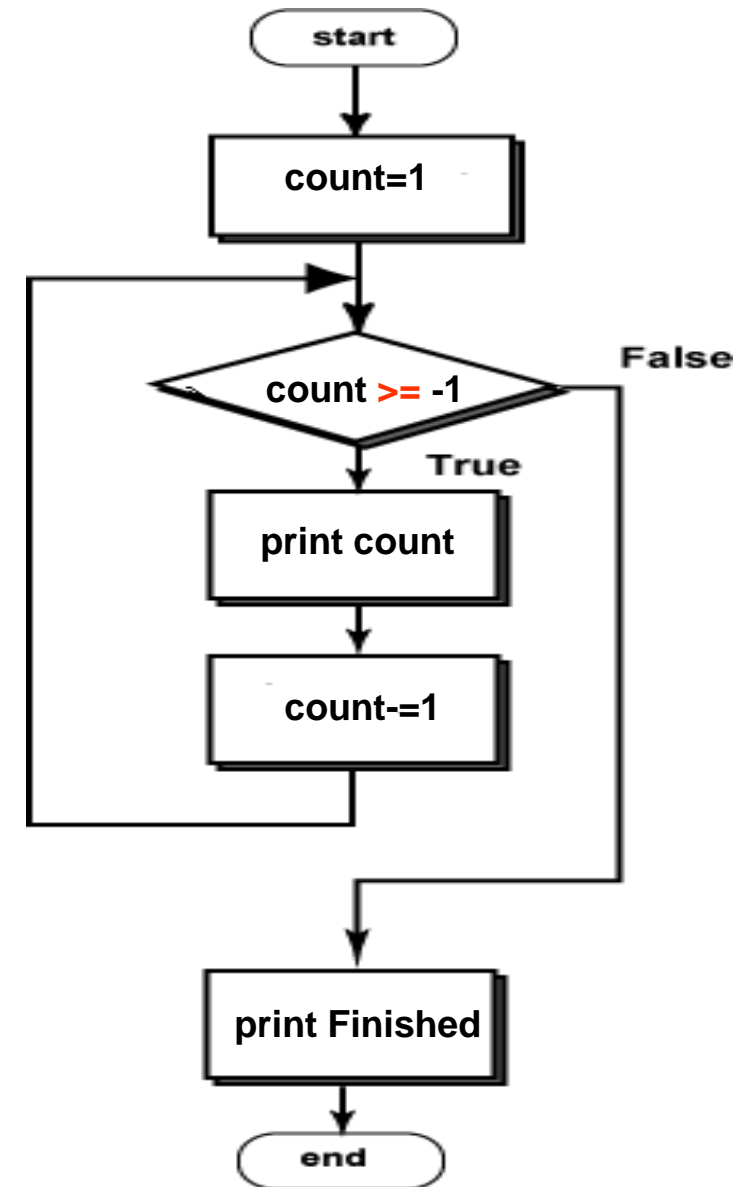 start
count=1
False
count >= -1
True
print count
count-=1
print Finished
end